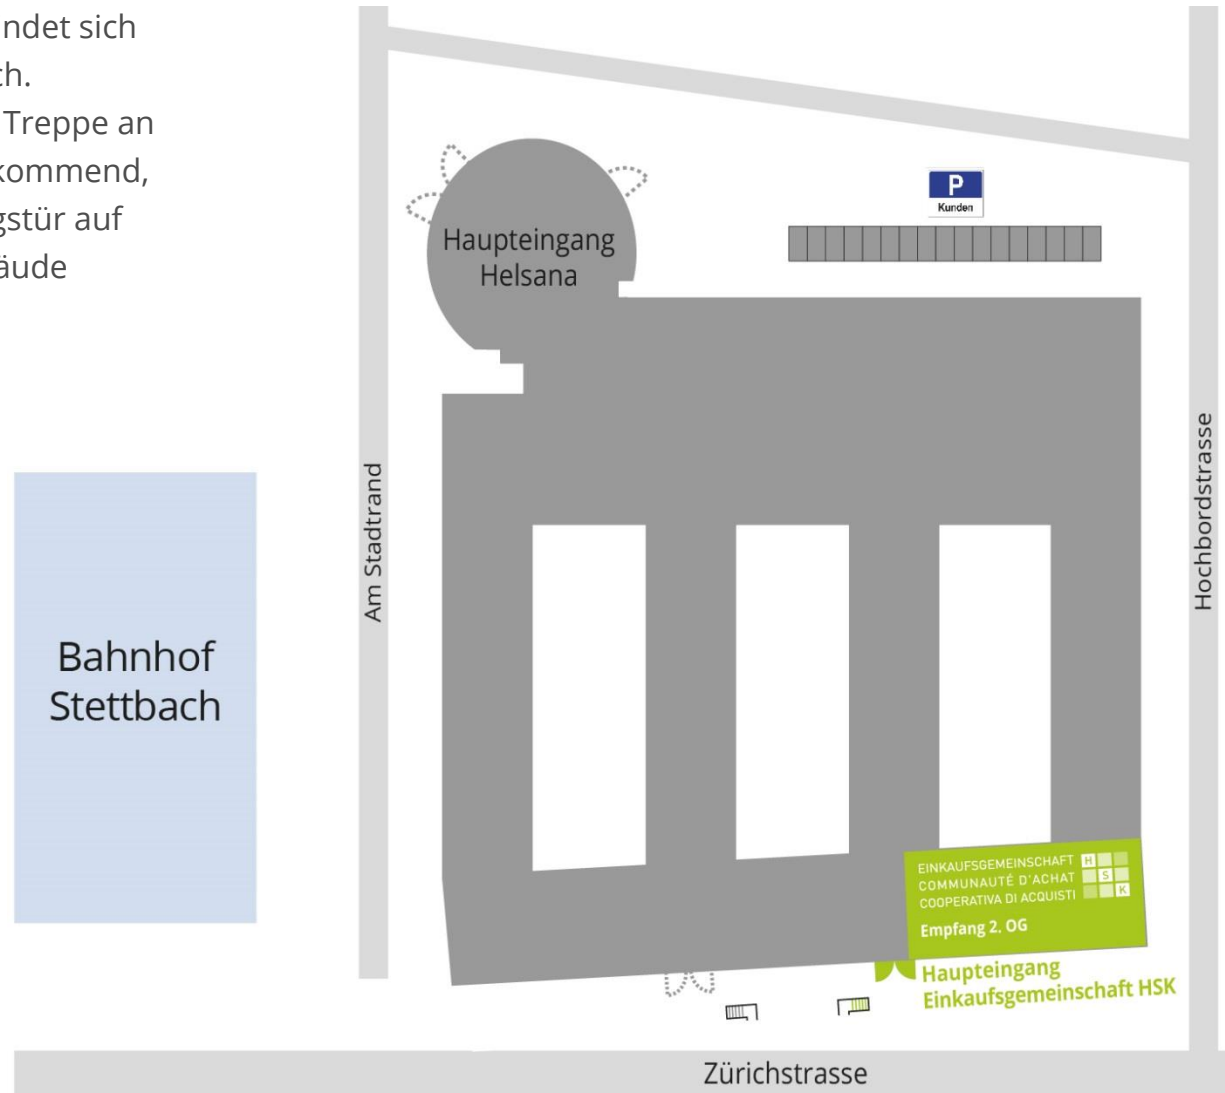 ndet sich
ch.
Treppe an
kommend,
gstür auf
äude
P
Kunden
Haupteingang
Helsana
Am Stadtrand
Hochbordstrasse
Bahnhof
Stettbach
EINKAUFSGEMEINSCHAFT H
COMMUNAUTÉ D'ACHAT S
COOPERATIVA DI ACQUISTI K
Empfang 2. OG
Haupteingang
Einkaufsgemeinschaft HSK
Zürichstrasse